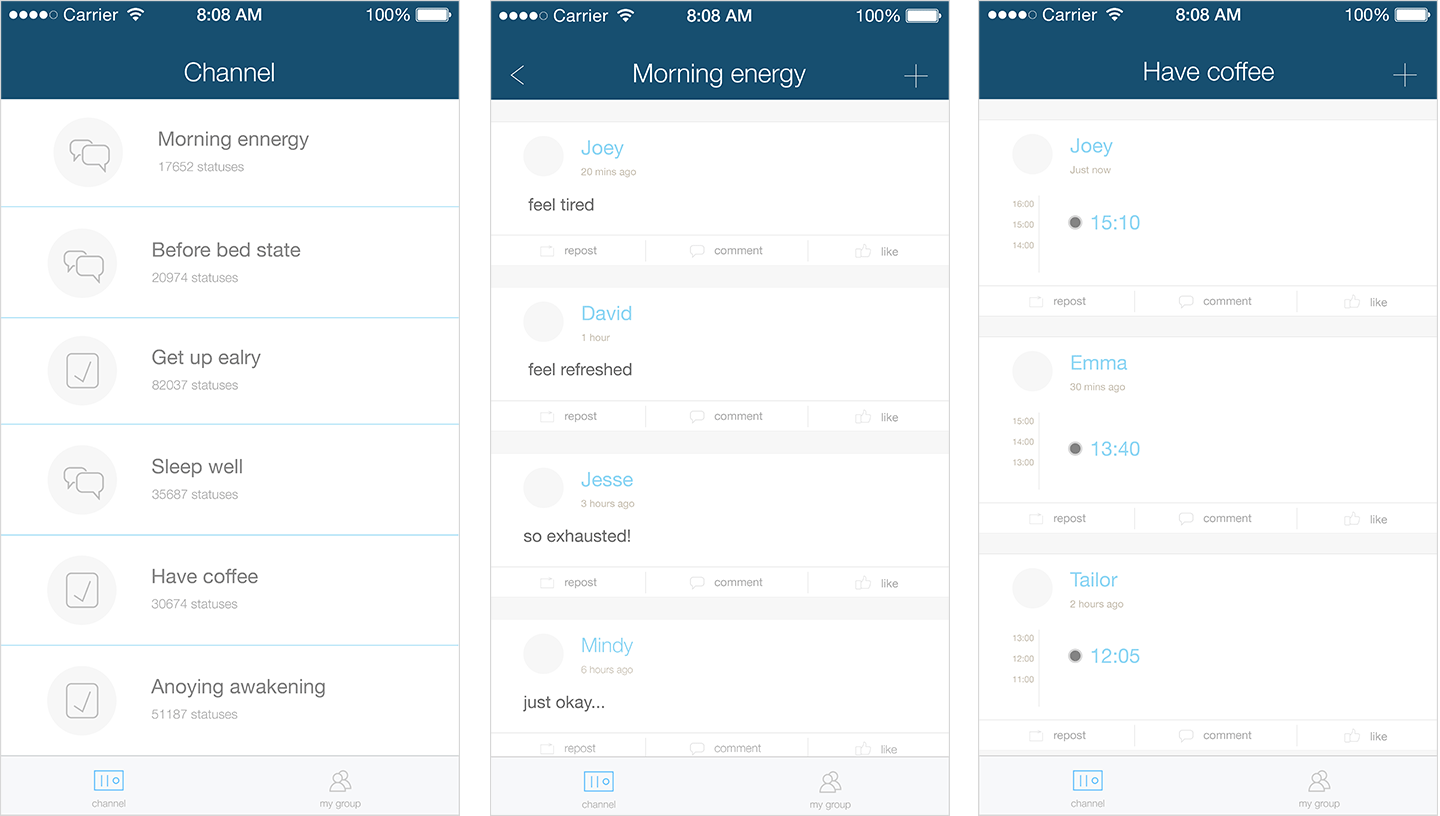 Carrier 8:08 AM 100%
Channel
Morning ennergy
17652 statuses
Before bed state
20974 statuses
Get up ealry
82037 statuses
Sleep well
35687 statuses
Have coffee
30674 statuses
Anoying awakening
51187 statuses
channel my group
Carrier 8:08 AM 100%
Morning energy
Joey
20 mins ago
feel tired
repost comment like
David
1 hour
feel refreshed
repost comment like
Jesse
3 hours ago
so exhausted!
repost comment like
Mindy
6 hours ago
just okay...
repost comment like
channel my group
Carrier 8:08 AM 100%
Have coffee
Joey
Just now
16:00
15:00
14:00
15:10
repost comment like
Emma
30 mins ago
15:00
14:00
13:00
13:40
repost comment like
Tailor
2 hours ago
13:00
12:00
11:00
12:05
repost comment like
channel my group